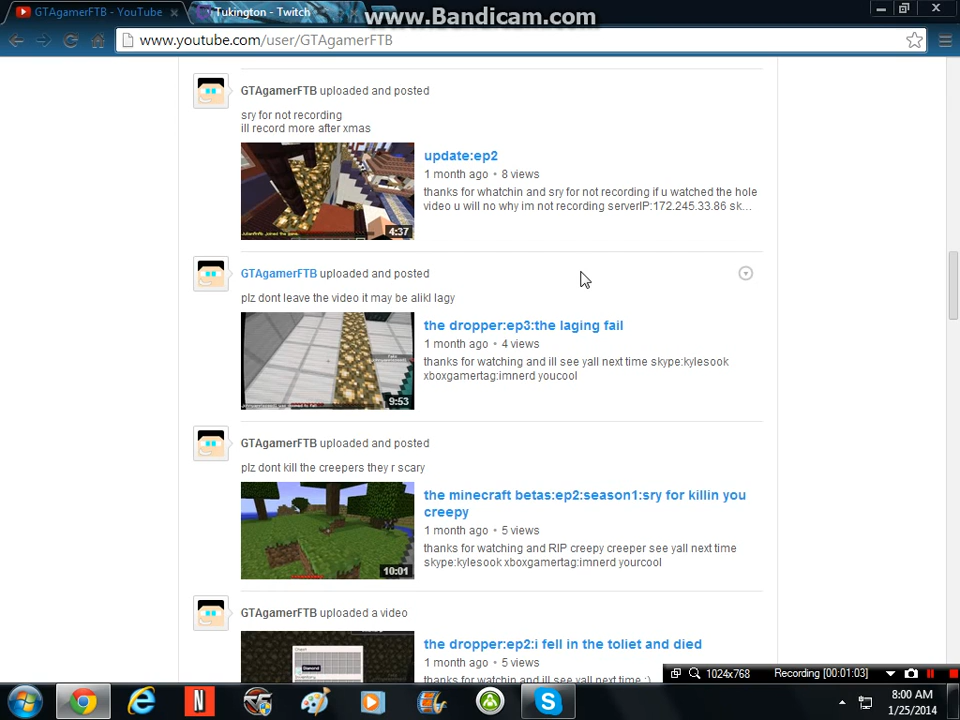 GTAgamerFTB - YouTube
Tukington - Twitch
www.Bandicam.com
www.youtube.com/user/GTAgamerFTB
GTAgamerFTB uploaded and posted
sry for not recording
ill record more after xmas
update:ep2
1 month ago • 8 views
thanks for whatchin and sry for not recording if u watched the hole
video u will no why im not recording serverIP:172.245.33.86 sk...
4:37
GTAgamerFTB uploaded and posted
plz dont leave the video it may be alikl lagy
the dropper:ep3:the laging fail
1 month ago • 4 views
thanks for watching and ill see yall next time skype:kylesook
xboxgamertag:imnerd youcool
9:53
GTAgamerFTB uploaded and posted
plz dont kill the creepers they r scary
the minecraft betas:ep2:season1:sry for killin you
creepy
1 month ago • 5 views
thanks for watching and RIP creepy creeper see yall next time
skype:kylesook xboxgamertag:imnerd yourcool
10:01
GTAgamerFTB uploaded a video
the dropper:ep2:i fell in the toliet and died
1 month ago • 5 views
thanks for watching and ill see yall next time :)
1024x768
Recording [00:01:03]
8:00 AM
1/25/2014